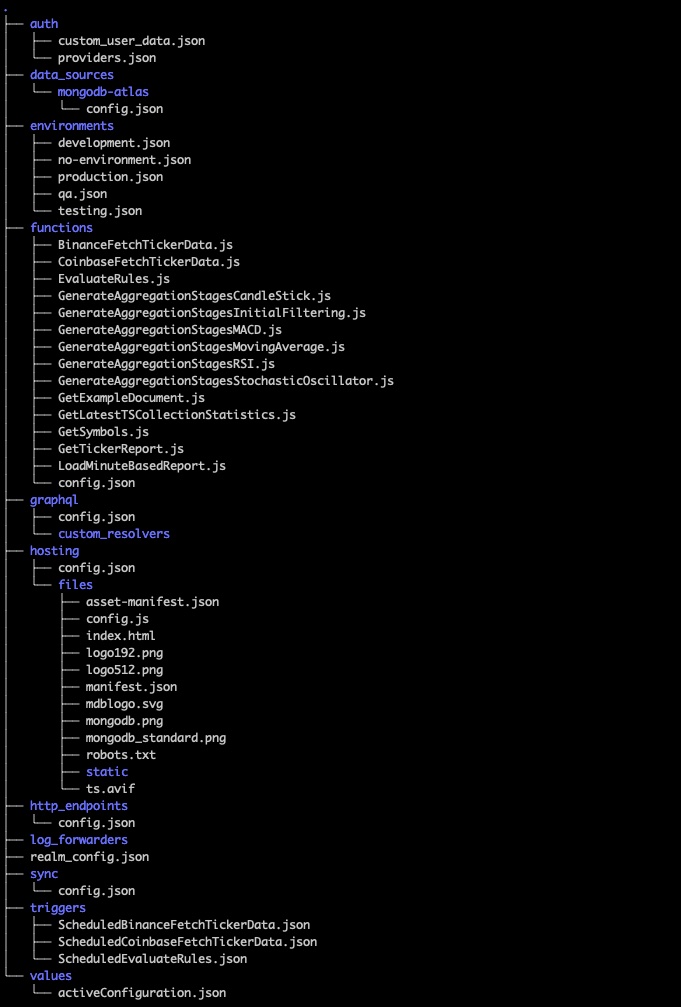 .
├── auth
│   ├── custom_user_data.json
│   └── providers.json
├── data_sources
│   └── mongodb-atlas
│       └── config.json
├── environments
│   ├── development.json
│   ├── no-environment.json
│   ├── production.json
│   ├── qa.json
│   └── testing.json
├── functions
│   ├── BinanceFetchTickerData.js
│   ├── CoinbaseFetchTickerData.js
│   ├── EvaluateRules.js
│   ├── GenerateAggregationStagesCandleStick.js
│   ├── GenerateAggregationStagesInitialFiltering.js
│   ├── GenerateAggregationStagesMACD.js
│   ├── GenerateAggregationStagesMovingAverage.js
│   ├── GenerateAggregationStagesRSI.js
│   ├── GenerateAggregationStagesStochasticOscillator.js
│   ├── GetExampleDocument.js
│   ├── GetLatestTSCollectionStatistics.js
│   ├── GetSymbols.js
│   ├── GetTickerReport.js
│   ├── LoadMinuteBasedReport.js
│   └── config.json
├── graphql
│   ├── config.json
│   └── custom_resolvers
├── hosting
│   ├── config.json
│   └── files
│       ├── asset-manifest.json
│       ├── config.js
│       ├── index.html
│       ├── logo192.png
│       ├── logo512.png
│       ├── manifest.json
│       ├── mdblogo.svg
│       ├── mongodb.png
│       ├── mongodb_standard.png
│       ├── robots.txt
│       ├── static
│       └── ts.avif
├── http_endpoints
│   └── config.json
├── log_forwarders
├── realm_config.json
├── sync
│   └── config.json
├── triggers
│   ├── ScheduledBinanceFetchTickerData.json
│   ├── ScheduledCoinbaseFetchTickerData.json
│   └── ScheduledEvaluateRules.json
└── values
    └── activeConfiguration.json